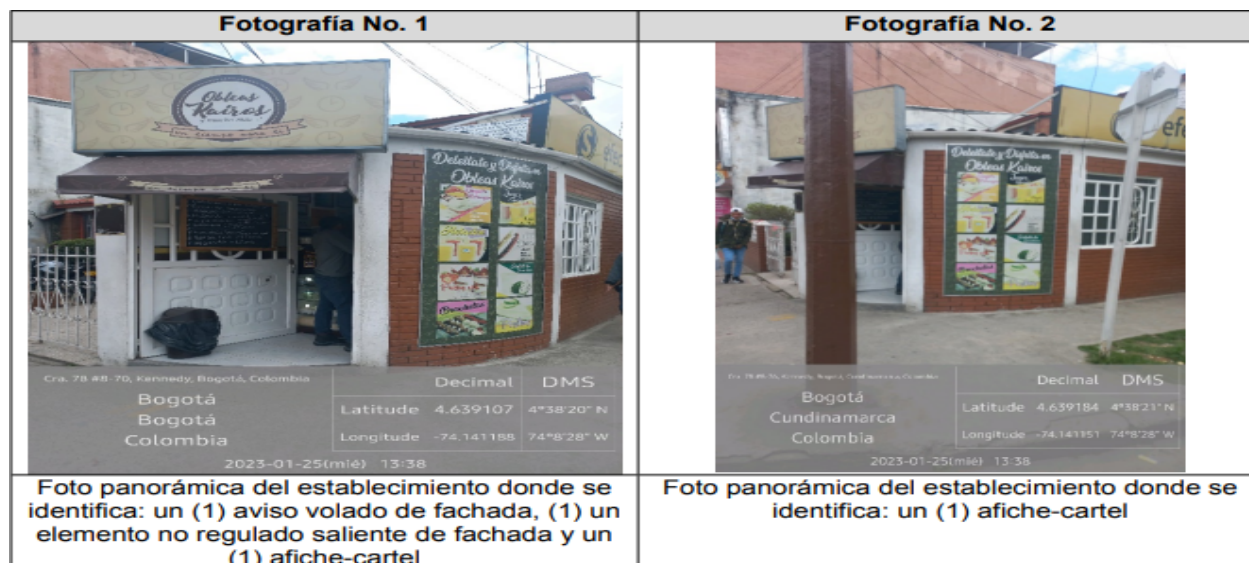 Fotografía No. 1
Fotografía No. 2
Obleas
Kairos
efec
Deleitate y Disfruta en
Obleas Kairos
Cra. 78 #8-70, Kennedy, Bogotá, Colombia
Bogotá
Bogotá
Colombia
Decimal DMS
Latitude 4.639107 4°38'20" N
Longitude -74.141188 74°8'28" W
2023-01-25(mié) 13:38
efe
Deleitate y Disfruta en
Obleas Kairos
Bogotá
Cundinamarca
Colombia
Decimal DMS
Latitude 4.639184 4°38'21" N
Longitude -74.141151 74°8'28" W
2023-01-25(mié) 13:38
Foto panorámica del establecimiento donde se
identifica: un (1) aviso volado de fachada, (1) un
elemento no regulado saliente de fachada y un
(1) afiche-cartel
Foto panorámica del establecimiento donde se
identifica: un (1) afiche-cartel